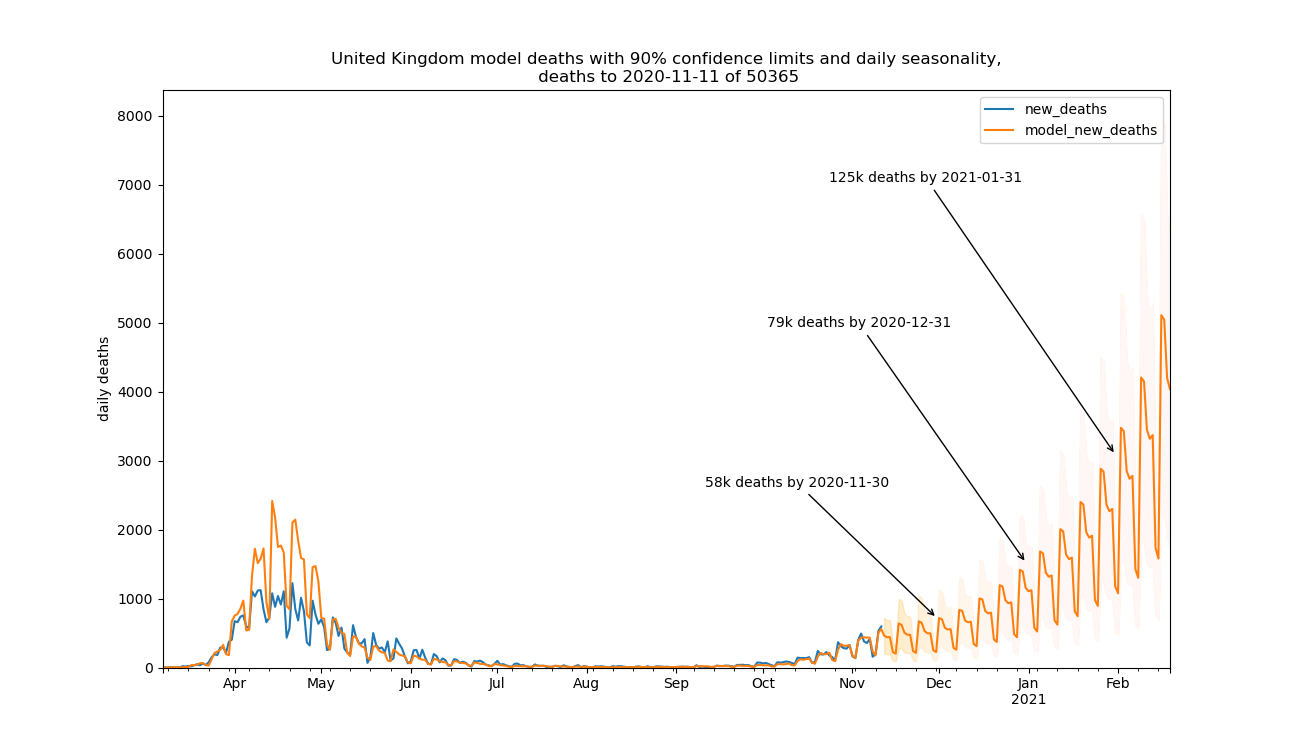 United Kingdom model deaths with 90% confidence limits and daily seasonality,
deaths to 2020-11-11 of 50365
new_deaths
model_new_deaths
8000
7000
6000
5000
4000
3000
2000
1000
0
daily deaths
125k deaths by 2021-01-31
79k deaths by 2020-12-31
58k deaths by 2020-11-30
Apr May Jun Jul Aug Sep Oct Nov Dec Jan Feb
2021